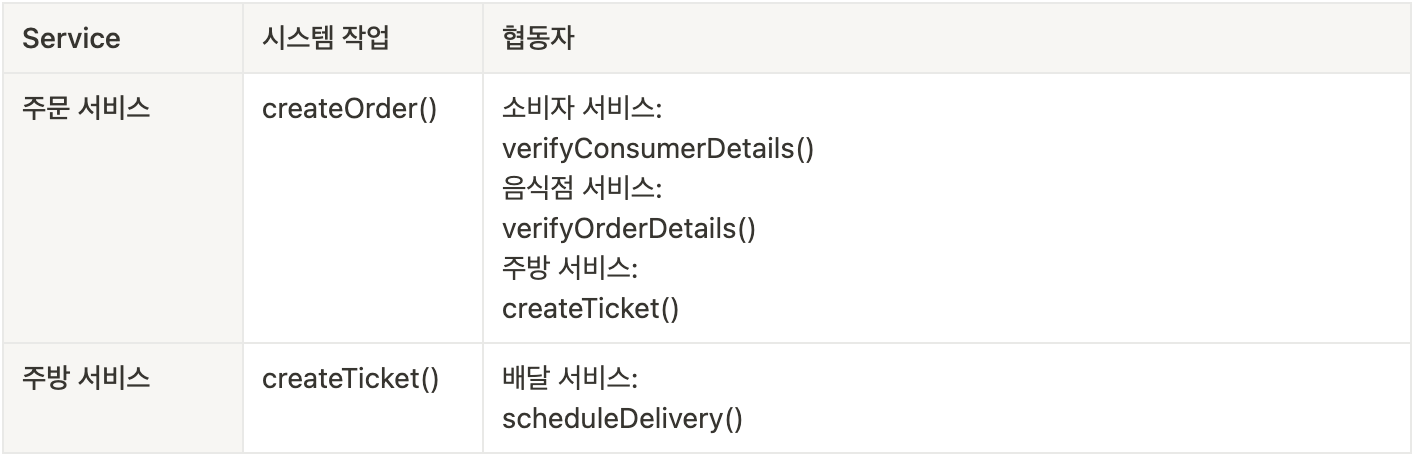 Service 시스템 작업 협동자
주문 서비스 createOrder() 소비자 서비스:
verifyConsumerDetails()
음식점 서비스:
verifyOrderDetails()
주방 서비스:
createTicket()
주방 서비스 createTicket() 배달 서비스:
scheduleDelivery()